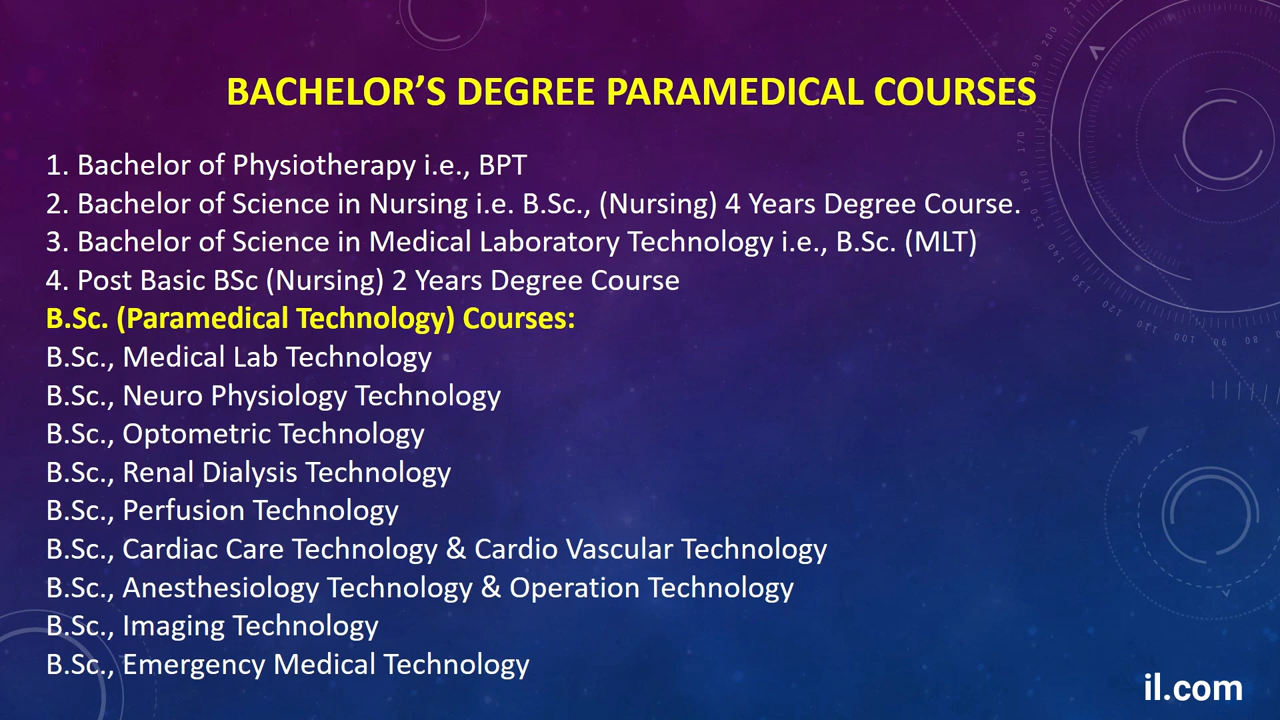 BACHELOR’S DEGREE PARAMEDICAL COURSES
1. Bachelor of Physiotherapy i.e., BPT
2. Bachelor of Science in Nursing i.e. B.Sc., (Nursing) 4 Years Degree Course.
3. Bachelor of Science in Medical Laboratory Technology i.e., B.Sc. (MLT)
4. Post Basic BSc (Nursing) 2 Years Degree Course
B.Sc. (Paramedical Technology) Courses:
B.Sc., Medical Lab Technology
B.Sc., Neuro Physiology Technology
B.Sc., Optometric Technology
B.Sc., Renal Dialysis Technology
B.Sc., Perfusion Technology
B.Sc., Cardiac Care Technology & Cardio Vascular Technology
B.Sc., Anesthesiology Technology & Operation Technology
B.Sc., Imaging Technology
B.Sc., Emergency Medical Technology
il.com